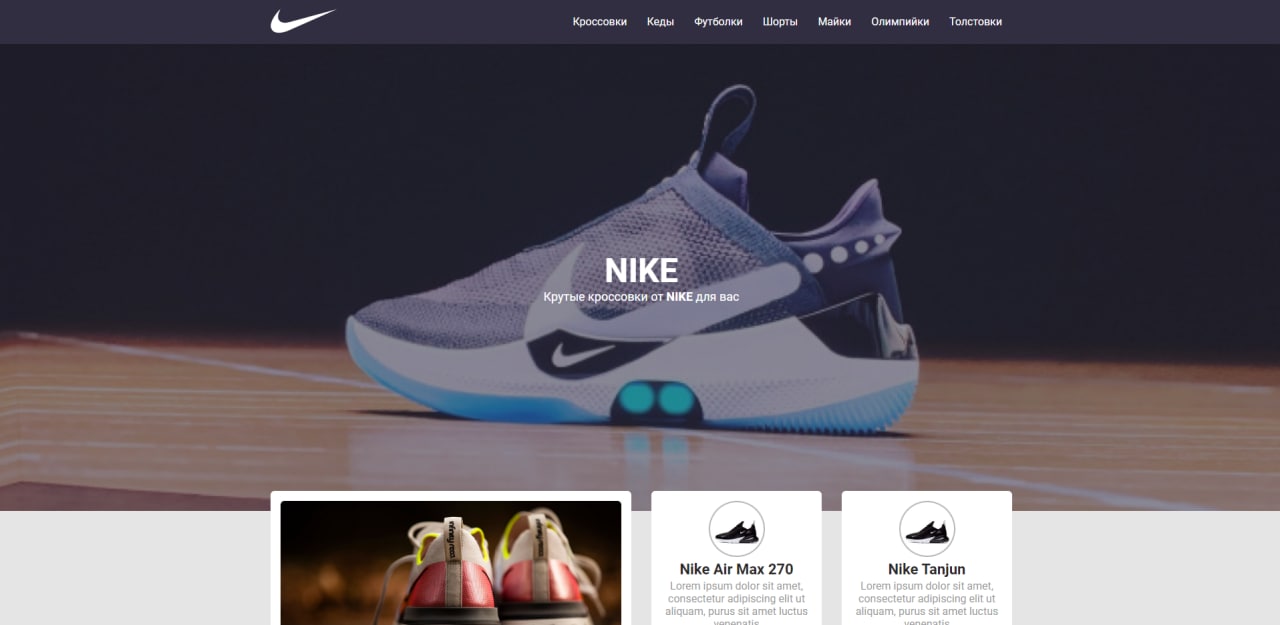 Кроссовки Кеды Футболки Шорты Майки Олимпийки Толстовки
NIKE
Крутые кроссовки от NIKE для вас
Nike Air Max 270
Lorem ipsum dolor sit amet,
consectetur adipiscing elit ut
aliquam, purus sit amet luctus
venenatis
Nike Tanjun
Lorem ipsum dolor sit amet,
consectetur adipiscing elit ut
aliquam, purus sit amet luctus
venenatis